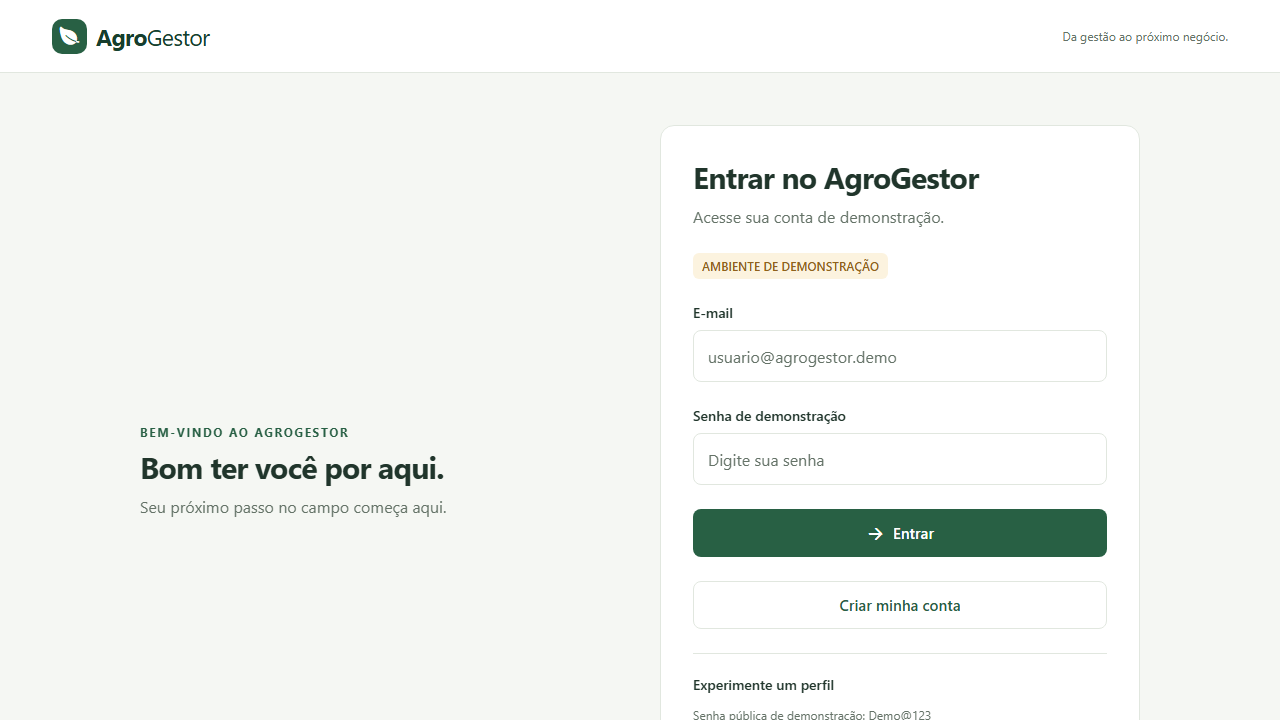 AgroGestor
Da gestão ao próximo negócio.
BEM-VINDO AO AGROGESTOR
Bom ter você por aqui.
Seu próximo passo no campo começa aqui.
Entrar no AgroGestor
Acesse sua conta de demonstração.
AMBIENTE DE DEMONSTRAÇÃO
E-mail
usuario@agrogestor.demo
Senha de demonstração
Digite sua senha
Entrar
Criar minha conta
Experimente um perfil
Senha pública de demonstração: Demo@123